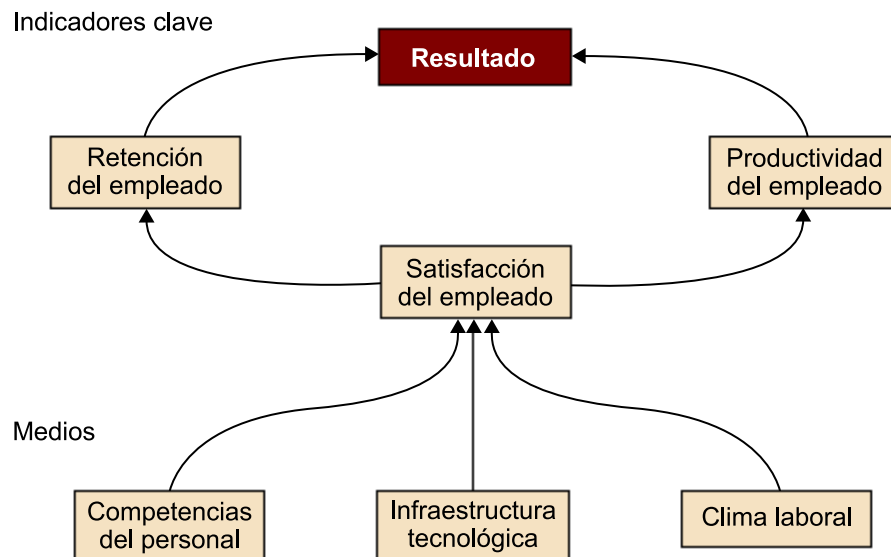 Indicadores clave
Resultado
Retención
del empleado
Productividad
del empleado
Satisfacción
del empleado
Medios
Competencias
del personal
Infraestructura
tecnológica
Clima laboral